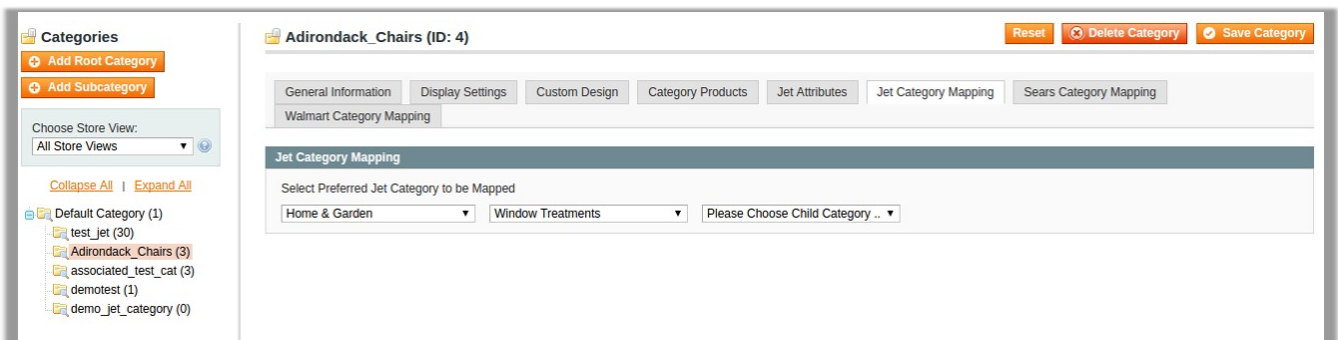 Categories
Add Root Category
Add Subcategory
Choose Store View:
All Store Views
Collapse All | Expand All
Default Category (1)
test_jet (30)
Adirondack_Chairs (3)
associated_test_cat (3)
demotest (1)
demo_jet_category (0)
Adirondack_Chairs (ID: 4)
Reset Delete Category Save Category
General Information Display Settings Custom Design Category Products Jet Attributes Jet Category Mapping Sears Category Mapping
Walmart Category Mapping
Jet Category Mapping
Select Preferred Jet Category to be Mapped
Home & Garden Window Treatments Please Choose Child Category ..